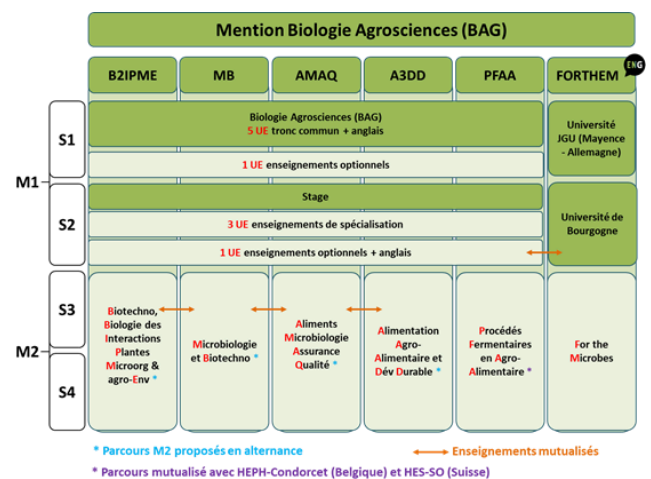 Mention Biologie Agrosciences (BAG)
B2IPME
MB
AMAQ
A3DD
PFAA
FORTHEM
ENG
M1
S1
Biologie Agrosciences (BAG)
5 UE tronc commun + anglais
1 UE enseignements optionnels
Université
JGU (Mayence
- Allemagne)
S2
Stage
3 UE enseignements de spécialisation
1 UE enseignements optionnels + anglais
Université de
Bourgogne
M2
S3
S4
Biotechno,
Biologie des
Interactions
Plantes
Microorg &
agro-Env *
Microbiologie
et Biotechno *
Aliments
Microbiologie
Assurance
Qualité *
Alimentation
Agro-
Alimentaire et
Dév Durable *
Procédés
Fermentaires
en Agro-
Alimentaire *
For the
Microbes
* Parcours M2 proposés en alternance
Enseignements mutualisés
* Parcours mutualisé avec HEPH-Condorcet (Belgique) et HES-SO (Suisse)